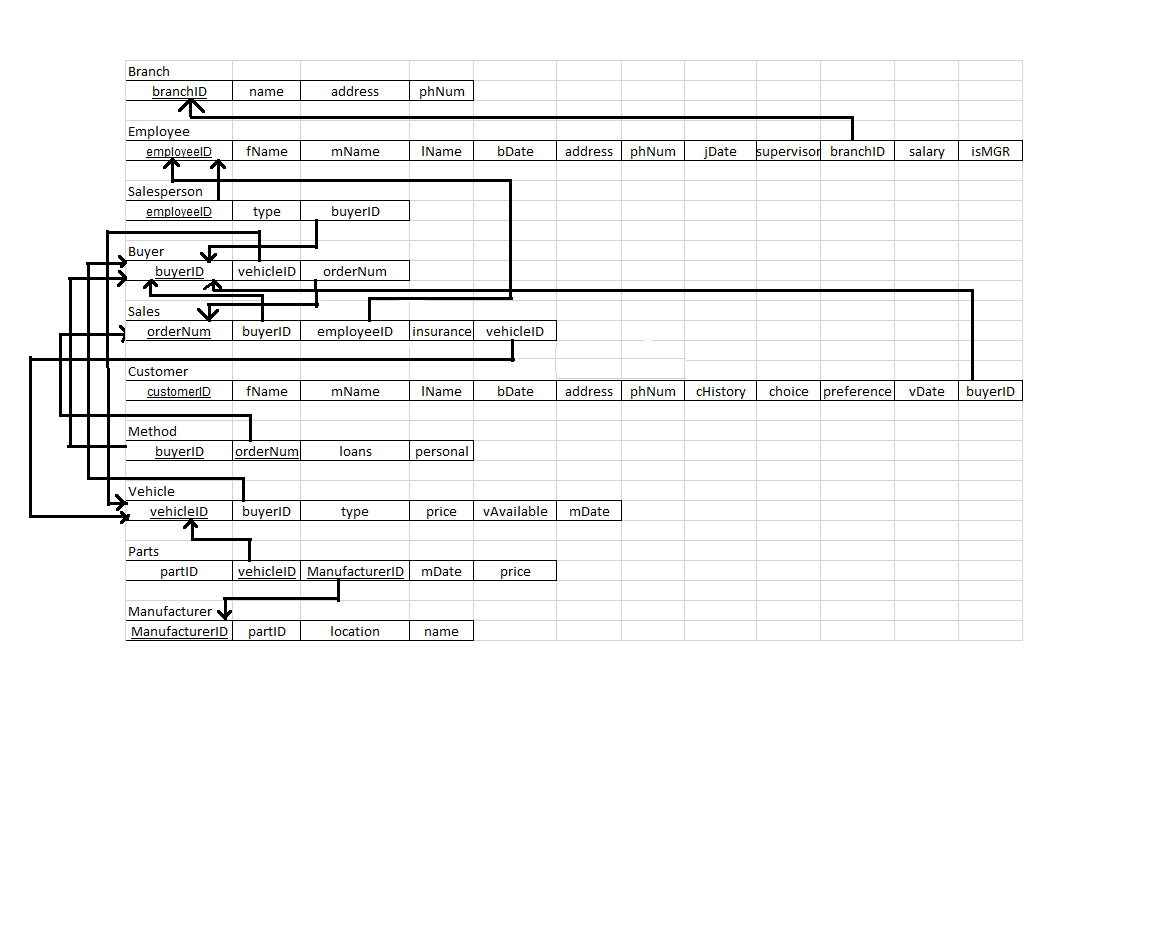 Branch
branchID name address phNum
Employee
employeeID fName mName lName bDate address phNum jDate supervisor branchID salary isMGR
Salesperson
employeeID type buyerID
Buyer
buyerID vehicleID orderNum
Sales
orderNum buyerID employeeID insurance vehicleID
Customer
customerID fName mName lName bDate address phNum cHistory choice preference vDate buyerID
Method
buyerID orderNum loans personal
Vehicle
vehicleID buyerID type price vAvailable mDate
Parts
partID vehicleID ManufacturerID mDate price
Manufacturer
ManufacturerID partID location name